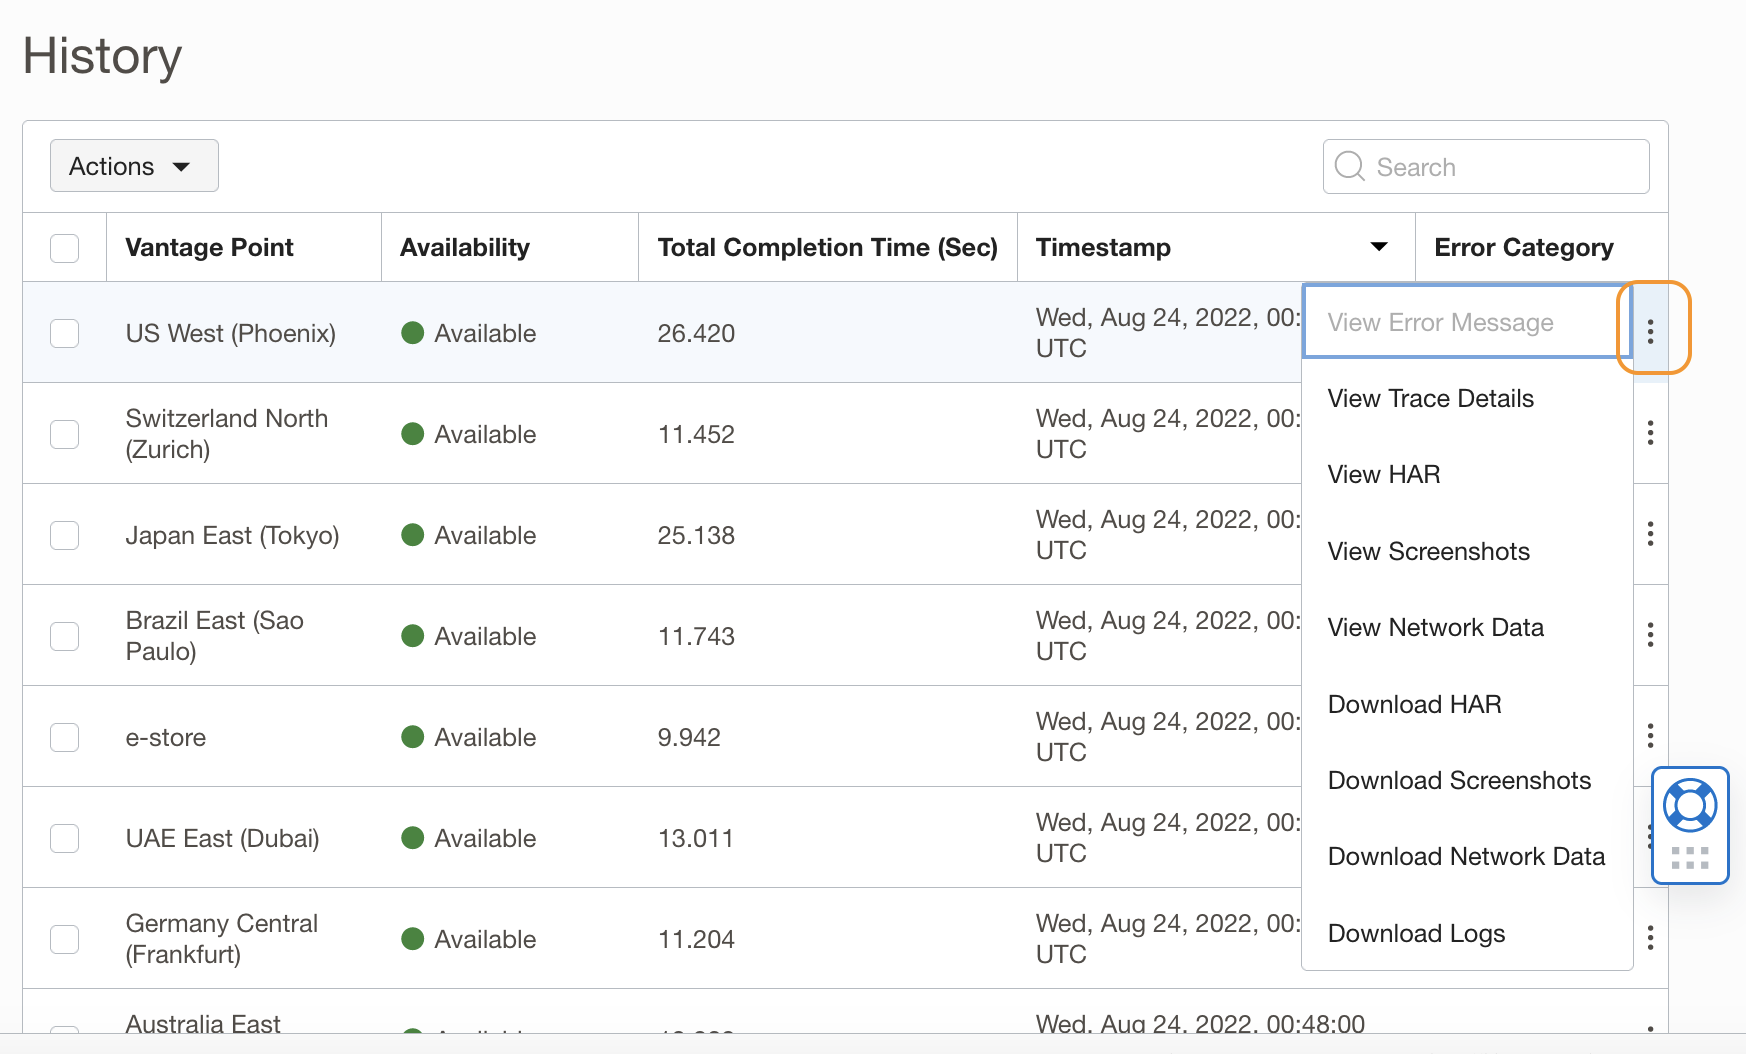 History
Actions
Search
Vantage Point Availability Total Completion Time (Sec) Timestamp Error Category
US West (Phoenix) Available 26.420 Wed, Aug 24, 2022, 00:
UTC
Switzerland North
(Zurich) Available 11.452 Wed, Aug 24, 2022, 00:
UTC
Japan East (Tokyo) Available 25.138 Wed, Aug 24, 2022, 00:
UTC
Brazil East (Sao
Paulo) Available 11.743 Wed, Aug 24, 2022, 00:
UTC
e-store Available 9.942 Wed, Aug 24, 2022, 00:
UTC
UAE East (Dubai) Available 13.011 Wed, Aug 24, 2022, 00:
UTC
Germany Central
(Frankfurt) Available 11.204 Wed, Aug 24, 2022, 00:
UTC
Australia East Wed, Aug 24, 2022, 00:48:00
View Error Message
View Trace Details
View HAR
View Screenshots
View Network Data
Download HAR
Download Screenshots
Download Network Data
Download Logs